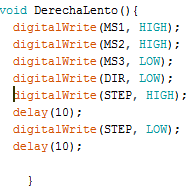 void DerechaLento(){
digitalWrite(MS1, HIGH);
digitalWrite(MS2, HIGH);
digitalWrite(MS3, LOW);
digitalWrite(DIR, LOW);
digitalWrite(STEP, HIGH);
delay(10);
digitalWrite(STEP, LOW);
delay(10);
}